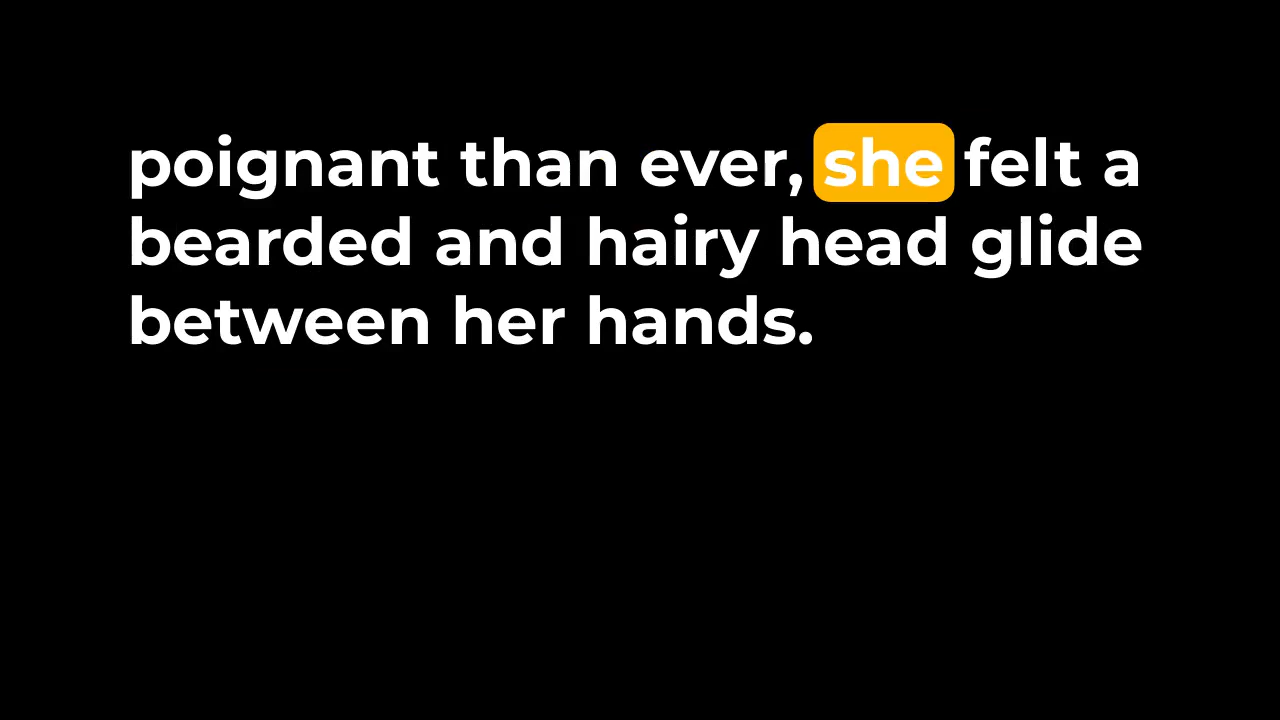 poignant than ever, she felt a
bearded and hairy head glide
between her hands.